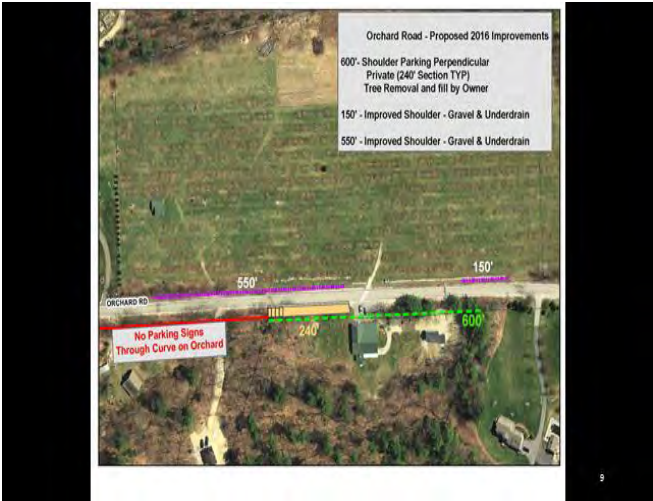 Orchard Road - Proposed 2016 Improvements
600'- Shoulder Parking Perpendicular
Private (240' Section TYP)
Tree Removal and fill by Owner
150' - Improved Shoulder - Gravel & Underdrain
550' - Improved Shoulder - Gravel & Underdrain
550'
150'
ORCHARD RD
240'
600'
No Parking Signs
Through Curve on Orchard
9